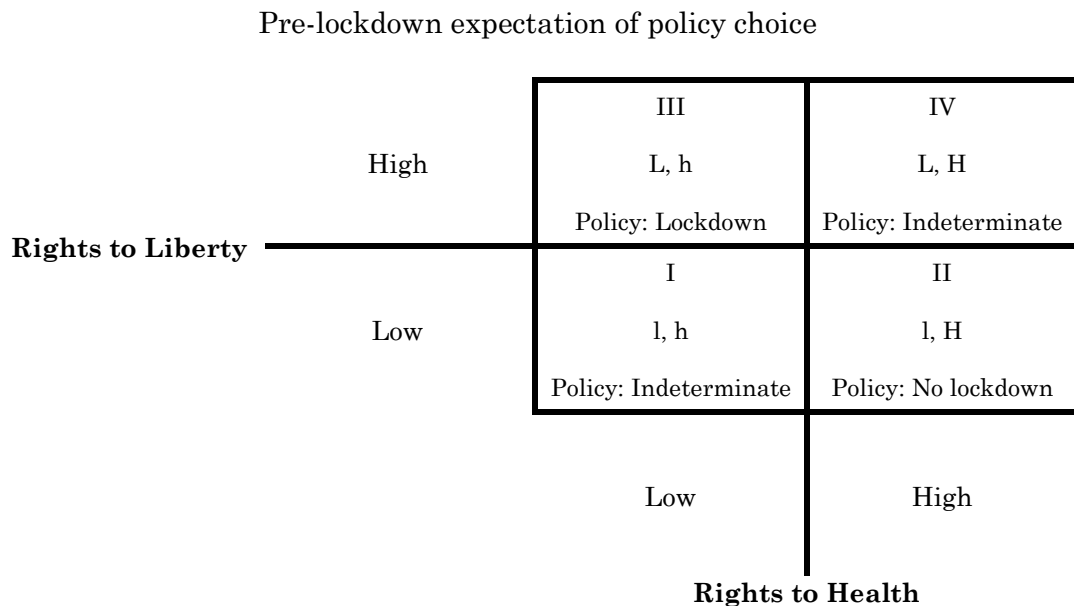 Pre-lockdown expectation of policy choice
III
IV
High
L, h
L, H
Policy: Lockdown
Policy: Indeterminate
Rights to Liberty
I
II
Low
l, h
l, H
Policy: Indeterminate
Policy: No lockdown
Low
High
Rights to Health